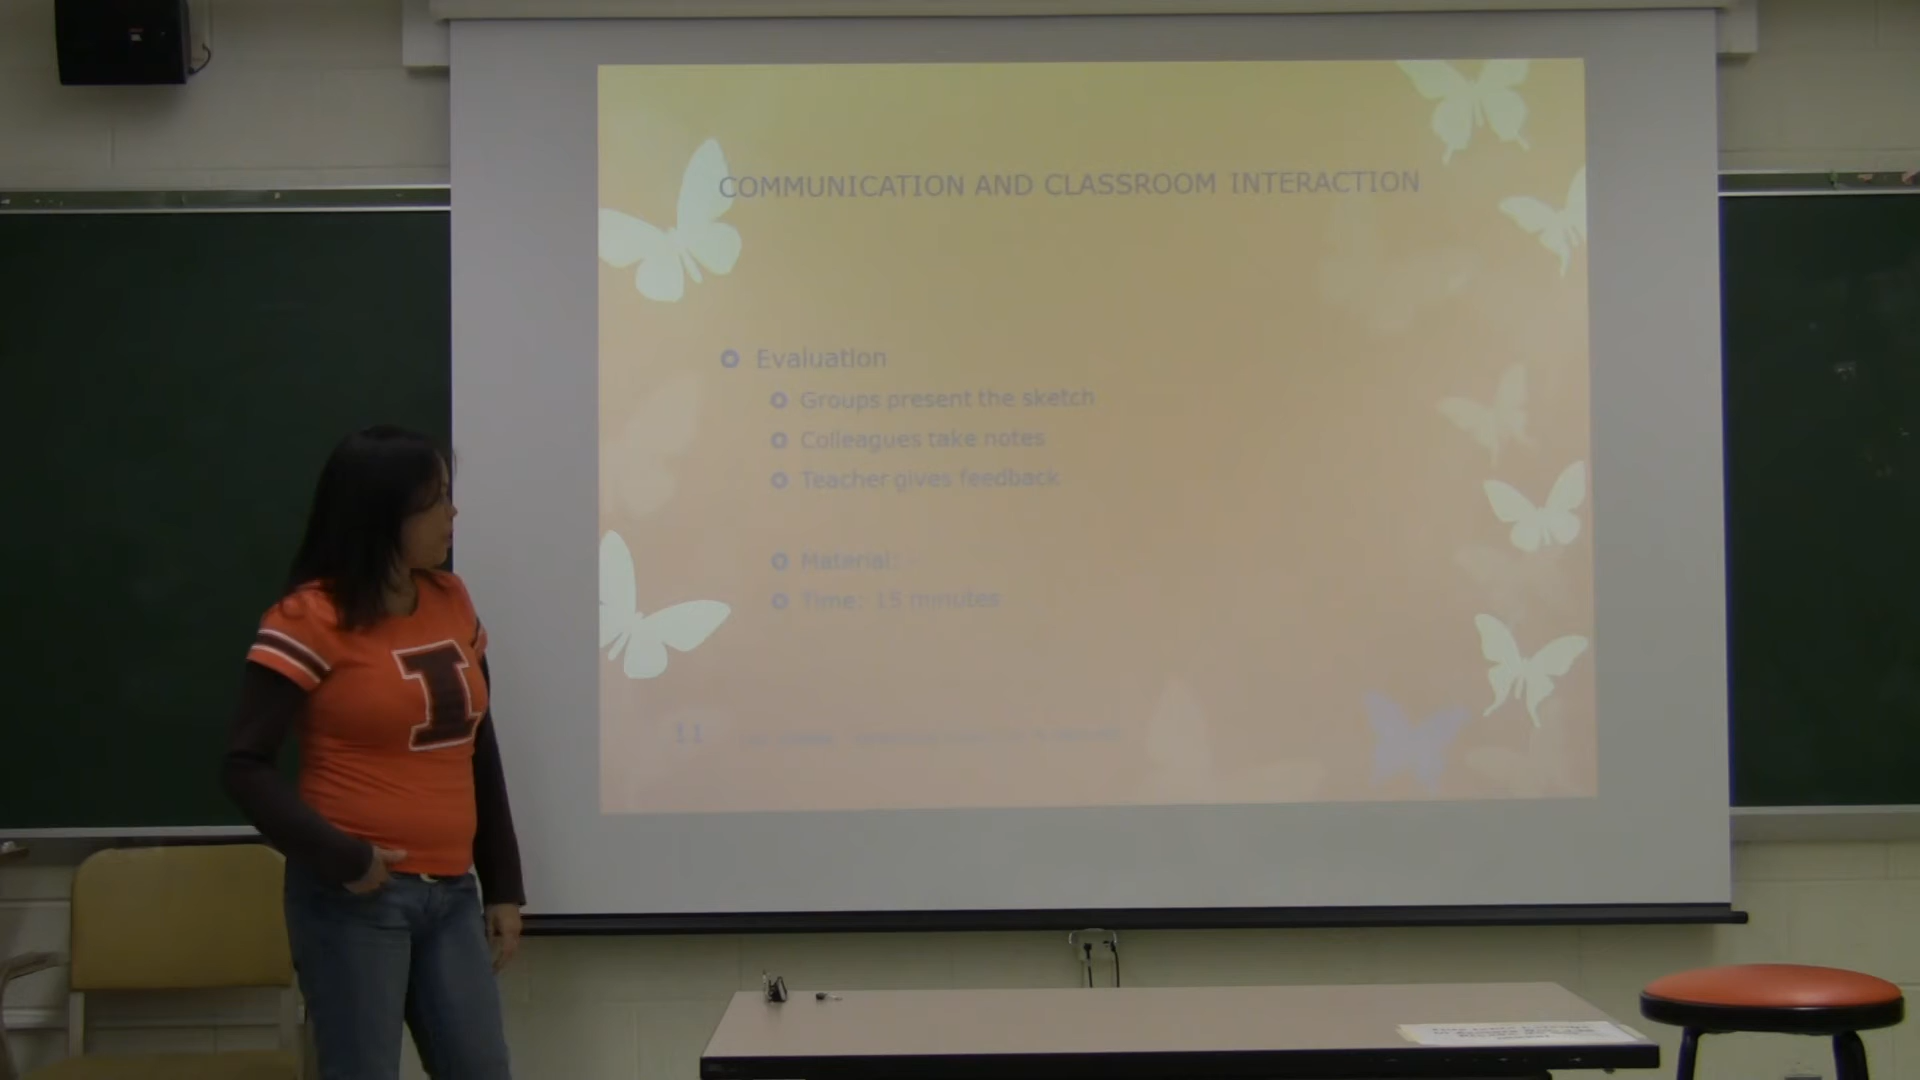 COMMUNICATION AND CLASSROOM INTERACTION
Evaluation
Groups present the sketch
Colleagues take notes
Teacher gives feedback
Material: --
Time: 15 minutes
11
I